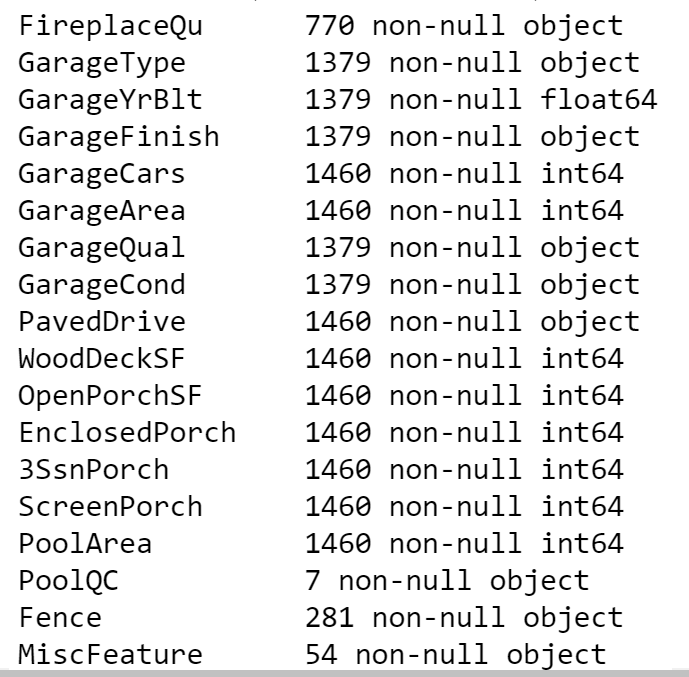 FireplaceQu 770 non-null object
GarageType 1379 non-null object
GarageYrBlt 1379 non-null float64
GarageFinish 1379 non-null object
GarageCars 1460 non-null int64
GarageArea 1460 non-null int64
GarageQual 1379 non-null object
GarageCond 1379 non-null object
PavedDrive 1460 non-null object
WoodDeckSF 1460 non-null int64
OpenPorchSF 1460 non-null int64
EnclosedPorch 1460 non-null int64
3SsnPorch 1460 non-null int64
ScreenPorch 1460 non-null int64
PoolArea 1460 non-null int64
PoolQC 7 non-null object
Fence 281 non-null object
MiscFeature 54 non-null object